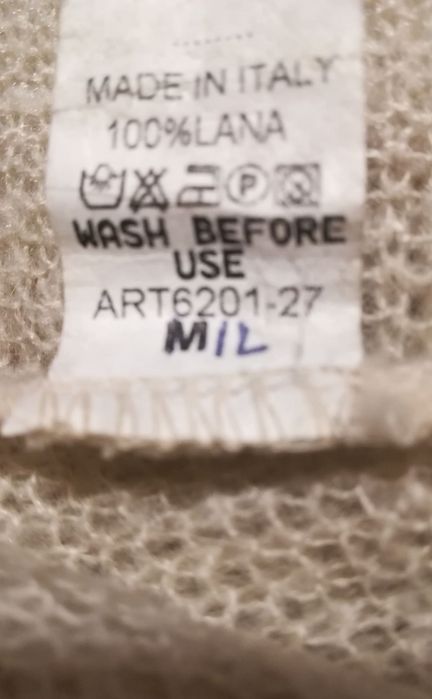 MADE IN ITALY
100%LANA
P
WASH BEFORE
USE
ART6201-27
M/L